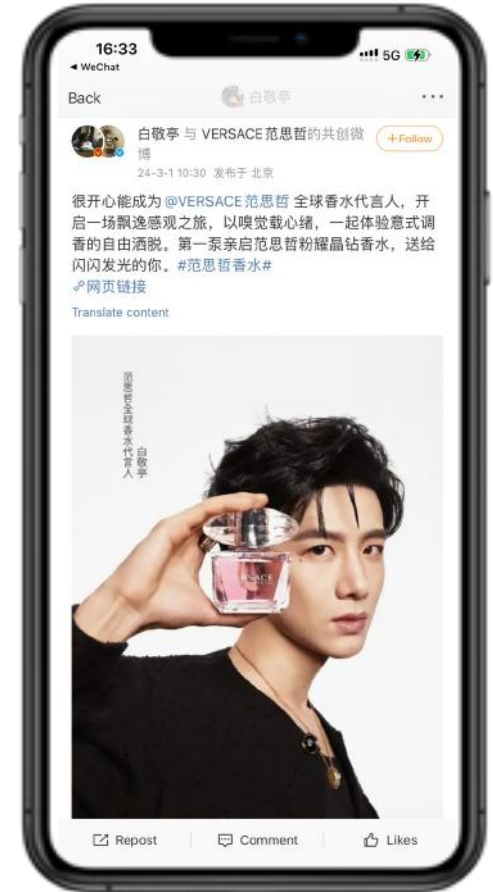 16:33
5G
WeChat
Back
白敬亭
白敬亭 与 VERSACE范思哲的共创微
博
+Follow
24-3-1 10:30 发布于 北京
很开心能成为 @VERSACE范思哲 全球香水代言人，开
启一场飘逸感观之旅，以嗅觉载心绪，一起体验意式调
香的自由洒脱。第一泵亲启范思哲粉耀晶钻香水，送给
闪闪发光的你。#范思哲香水#
网页链接
Translate content
范思哲全球香水代言人
白敬亭
Repost
Comment
Likes